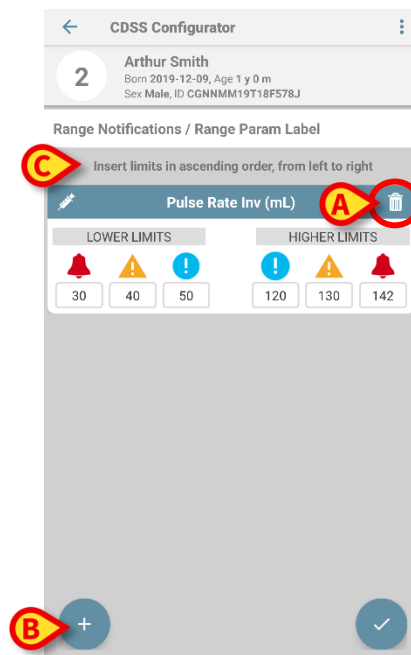 CDSS Configurator
2
Arthur Smith
Born 2019-12-09, Age 1 y 0 m
Sex Male, ID CGNNMM19T18F578J
Range Notifications / Range Param Label
C
Insert limits in ascending order, from left to right
Pulse Rate Inv (mL)
A
LOWER LIMITS
HIGHER LIMITS
30 40 50 120 130 142
B